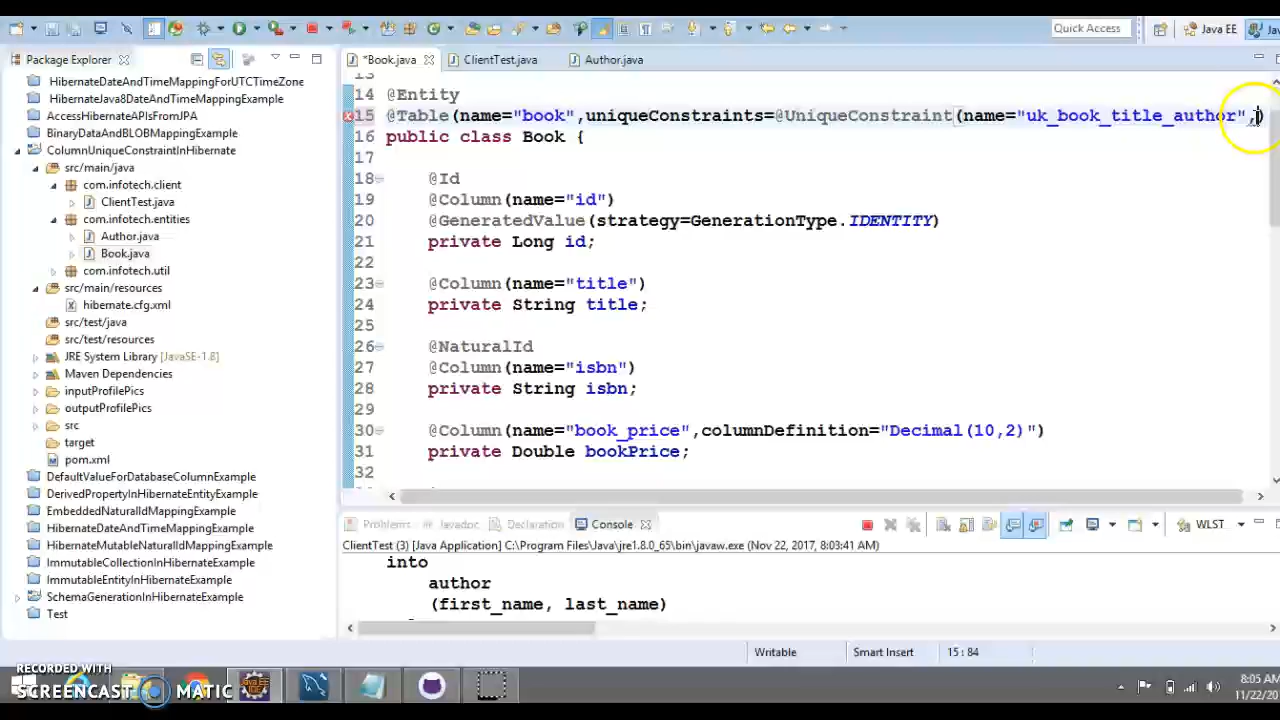 Quick Access
Java EE
Java
Package Explorer
*Book.java
ClientTest.java
Author.java
HibernateDateAndTimeMappingForUTCTimeZone
HibernateJava8DateAndTimeMappingExample
AccessHibernateAPIsFromJPA
BinaryDataAndBLOBMappingExample
ColumnUniqueConstraintInHibernate
src/main/java
com.infotech.client
ClientTest.java
com.infotech.entities
Author.java
Book.java
com.infotech.util
src/main/resources
hibernate.cfg.xml
src/test/java
src/test/resources
JRE System Library [JavaSE-1.8]
Maven Dependencies
inputProfilePics
outputProfilePics
src
target
pom.xml
DefaultValueForDatabaseColumnExample
DerivedPropertyInHibernateEntityExample
EmbeddedNaturalIdMappingExample
HibernateDateAndTimeMappingExample
HibernateMutableNaturalIdMappingExample
ImmutableCollectionInHibernateExample
ImmutableEntityInHibernateExample
SchemaGenerationInHibernateExample
Test
13
14 @Entity
15 @Table(name="book",uniqueConstraints=@UniqueConstraint(name="uk_book_title_author",)
16 public class Book {
17
18 @Id
19 @Column(name="id")
20 @GeneratedValue(strategy=GenerationType.IDENTITY)
21 private Long id;
22
23 @Column(name="title")
24 private String title;
25
26 @NaturalId
27 @Column(name="isbn")
28 private String isbn;
29
30 @Column(name="book_price",columnDefinition="Decimal(10,2)")
31 private Double bookPrice;
32
Problems
Javadoc
Declaration
Console
WLST
ClientTest (3) [Java Application] C:\Program Files\Java\jre1.8.0_65\bin\javaw.exe (Nov 22, 2017, 8:03:41 AM)
into
author
(first_name, last_name)
Writable
Smart Insert
15 : 84
RECORDED WITH
SCREENCAST MATIC
8:05 AM